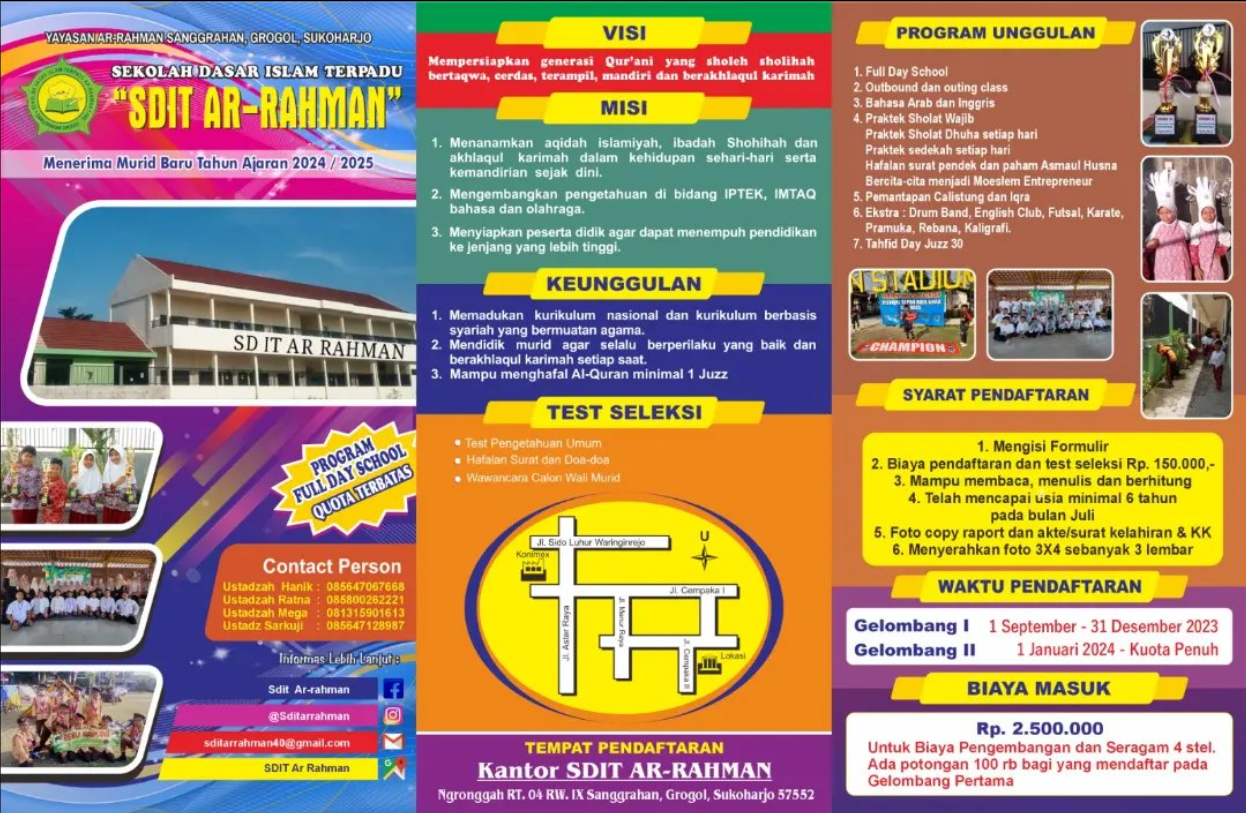 YAYASAN AR-RAHMAN SANGGRAHAN, GROGOL, SUKOHARJO
SEKOLAH DASAR ISLAM TERPADU
"SDIT AR-RAHMAN"
Menerima Murid Baru Tahun Ajaran 2024 / 2025
SD IT AR RAHMAN
PROGRAM
FULL DAY SCHOOL
QUOTA TERBATAS
Contact Person
Ustadzah Hanik : 085647067668
Ustadzah Ratna : 085800262221
Ustadzah Mega : 081315901613
Ustadz Sarkuji : 085647128987
Informas Lebih Lanjut :
Sdit Ar-rahman
@Sditarrahman
sditarrahman40@gmail.com
SDIT Ar Rahman
VISI
Mempersiapkan generasi Qur'ani yang sholeh sholihah
bertaqwa, cerdas, terampil, mandiri dan berakhlaqul karimah
MISI
1. Menanamkan aqidah islamiyah, ibadah Shohihah dan
akhlaqul karimah dalam kehidupan sehari-hari serta
kemandirian sejak dini.
2. Mengembangkan pengetahuan di bidang IPTEK, IMTAQ
bahasa dan olahraga.
3. Menyiapkan peserta didik agar dapat menempuh pendidikan
ke jenjang yang lebih tinggi.
KEUNGGULAN
1. Memadukan kurikulum nasional dan kurikulum berbasis
syariah yang bermuatan agama.
2. Mendidik murid agar selalu berperilaku yang baik dan
berakhlaqul karimah setiap saat.
3. Mampu menghafal Al-Quran minimal 1 Juzz
TEST SELEKSI
• Test Pengetahuan Umum
• Hafalan Surat dan Doa-doa
• Wawancara Calon Wali Murid
Jl. Sido Luhur Waringinrejo
U
Konimex
Jl. Cempaka I
Jl. Aster Raya
Jl. Menur Raya
Jl. Cempaka II
Lokasi
TEMPAT PENDAFTARAN
Kantor SDIT AR-RAHMAN
Ngronggah RT. 04 RW. IX Sanggrahan, Grogol, Sukoharjo 57552
PROGRAM UNGGULAN
1. Full Day School
2. Outbound dan outing class
3. Bahasa Arab dan Inggris
4. Praktek Sholat Wajib
Praktek Sholat Dhuha setiap hari
Praktek sedekah setiap hari
Hafalan surat pendek dan paham Asmaul Husna
Bercita-cita menjadi Moeslem Entrepreneur
5. Pemantapan Calistung dan Iqra
6. Ekstra : Drum Band, English Club, Futsal, Karate,
Pramuka, Rebana, Kaligrafi.
7. Tahfid Day Juzz 30
N STADIUM
CHAMPION
SYARAT PENDAFTARAN
1. Mengisi Formulir
2. Biaya pendaftaran dan test seleksi Rp. 150.000,-
3. Mampu membaca, menulis dan berhitung
4. Telah mencapai usia minimal 6 tahun
pada bulan Juli
5. Foto copy raport dan akte/surat kelahiran & KK
6. Menyerahkan foto 3X4 sebanyak 3 lembar
WAKTU PENDAFTARAN
Gelombang I 1 September - 31 Desember 2023
Gelombang II 1 Januari 2024 - Kuota Penuh
BIAYA MASUK
Rp. 2.500.000
Untuk Biaya Pengembangan dan Seragam 4 stel.
Ada potongan 100 rb bagi yang mendaftar pada
Gelombang Pertama